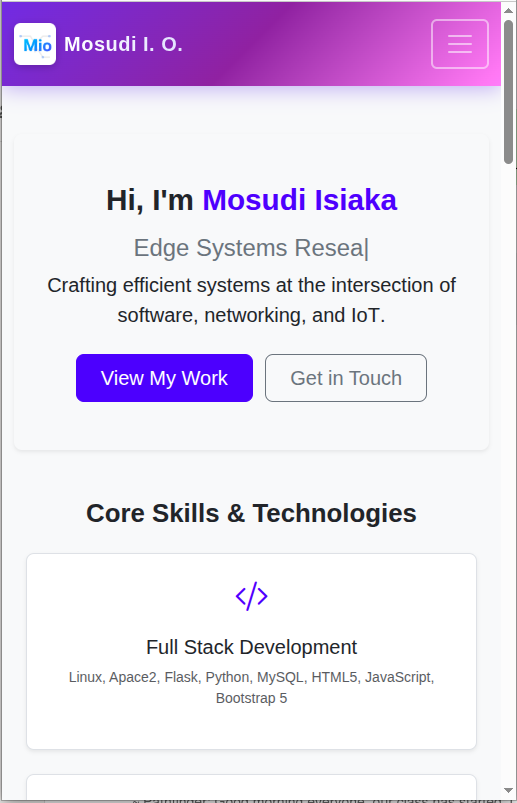 Mio Mosudi I. O.
Hi, I'm Mosudi Isiaka
Edge Systems Resea|
Crafting efficient systems at the intersection of
software, networking, and IoT.
View My Work Get in Touch
Core Skills & Technologies
</>
Full Stack Development
Linux, Apace2, Flask, Python, MySQL, HTML5, JavaScript,
Bootstrap 5